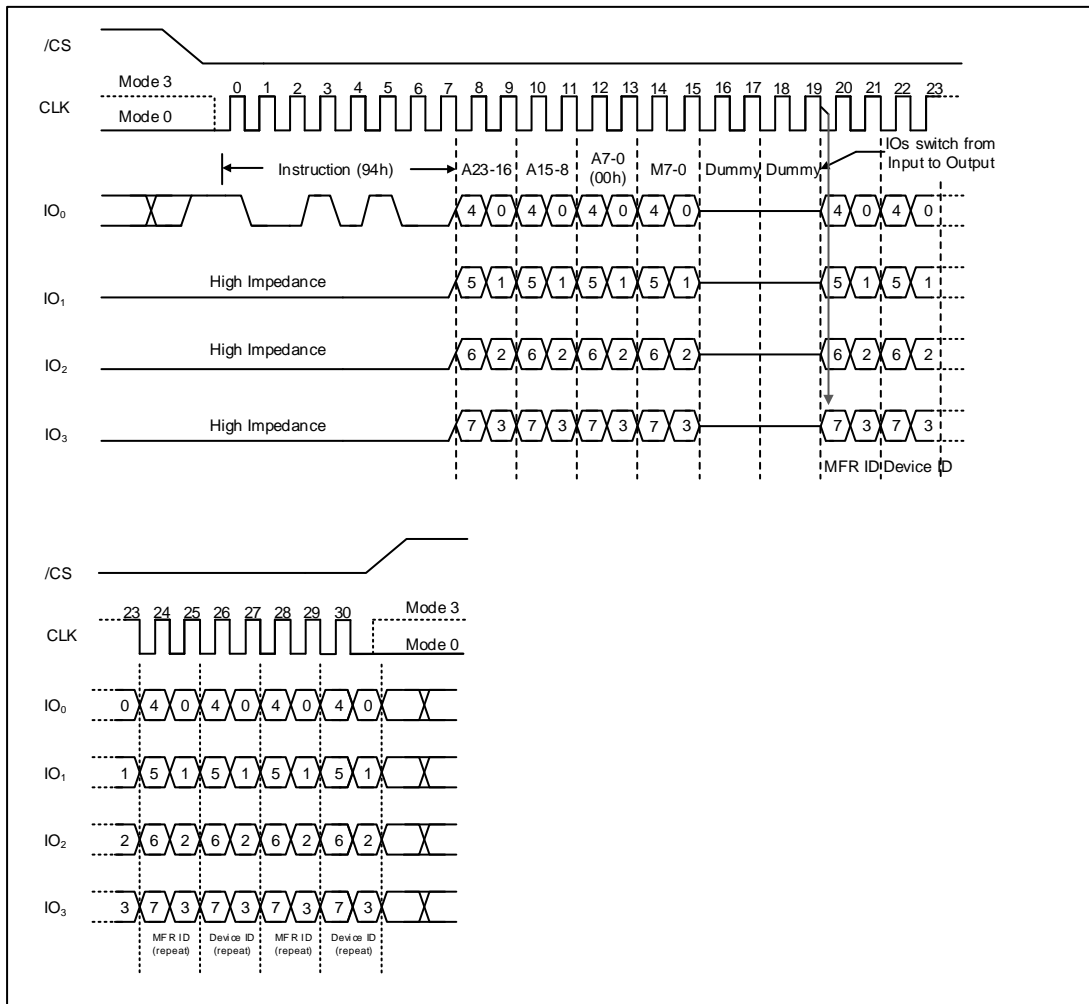 /CS
Mode 3
0 1 2 3 4 5 6 7 8 9 10 11 12 13 14 15 16 17 18 19 20 21 22 23
CLK
Mode 0
IOs switch from
Input to Output
Instruction (94h) A23-16 A15-8 A7-0 (00h) M7-0 Dummy Dummy
IO₀ 4 0 4 0 4 0 4 0 4 0 4 0
High Impedance
IO₁ 5 1 5 1 5 1 5 1 5 1 5 1
High Impedance
IO₂ 6 2 6 2 6 2 6 2 6 2 6 2
High Impedance
IO₃ 7 3 7 3 7 3 7 3 7 3 7 3
MFR ID Device ID
/CS
23 24 25 26 27 28 29 30 Mode 3
CLK
Mode 0
IO₀ 0 4 0 4 0 4 0 4 0
IO₁ 1 5 1 5 1 5 1 5 1
IO₂ 2 6 2 6 2 6 2 6 2
IO₃ 3 7 3 7 3 7 3 7 3
MFR ID Device ID MFR ID Device ID
(repeat) (repeat) (repeat) (repeat)